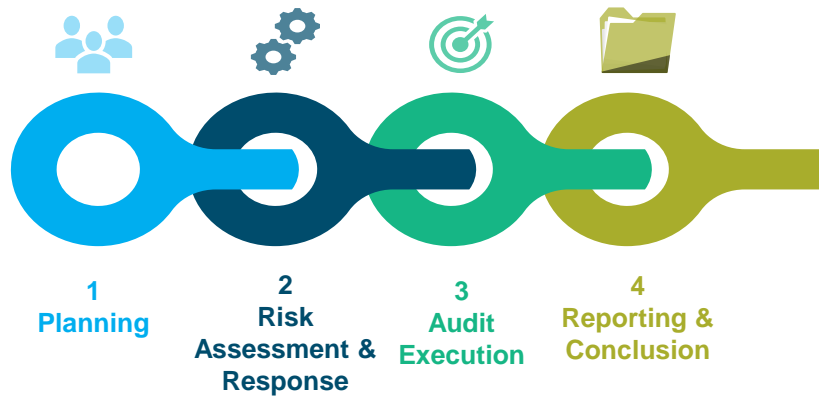 1
Planning
2
Risk
Assessment &
Response
3
Audit
Execution
4
Reporting &
Conclusion